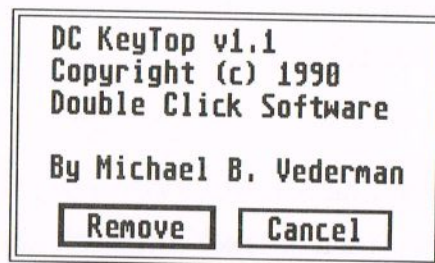 DC KeyTop v1.1
Copyright (c) 1990
Double Click Software
By Michael B. Vederman
Remove Cancel